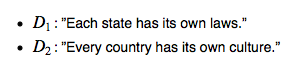 • D₁ : ”Each state has its own laws.”
• D₂ : ”Every country has its own culture.”